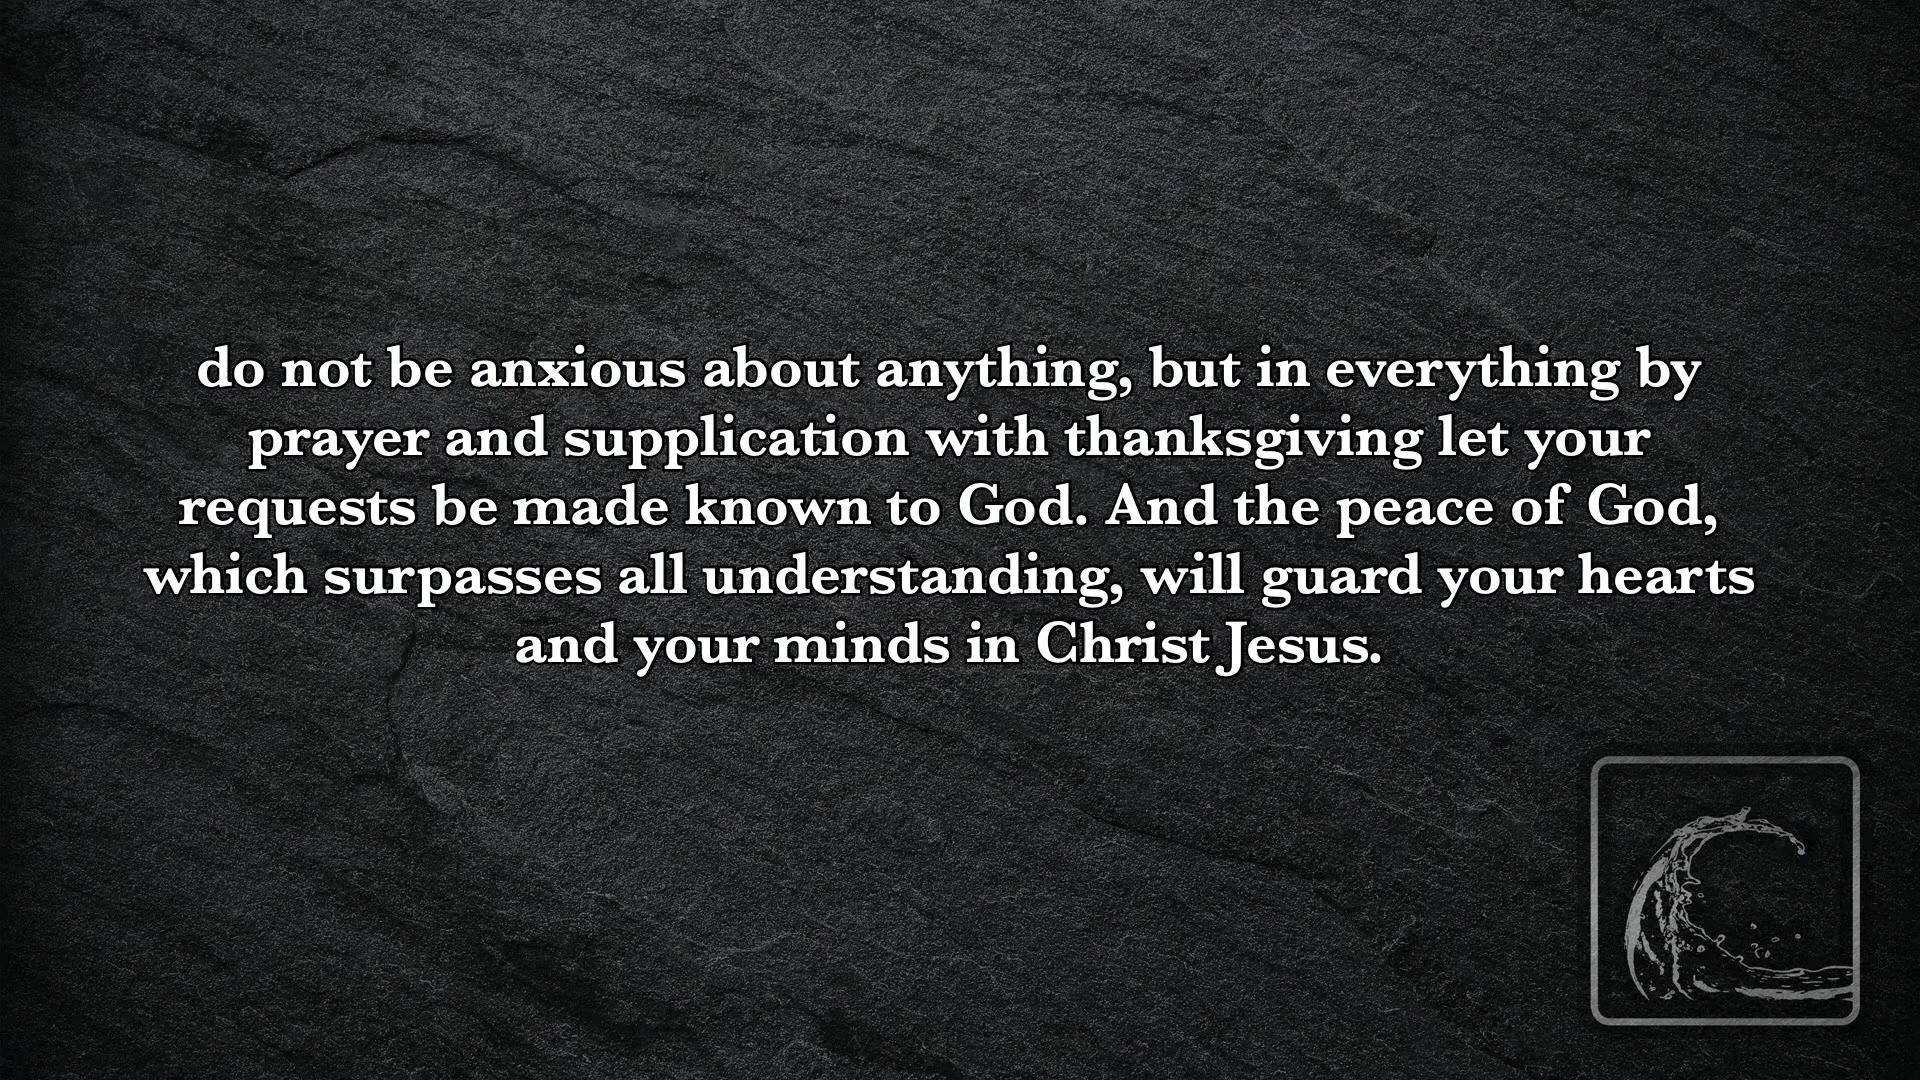 do not be anxious about anything, but in everything by
prayer and supplication with thanksgiving let your
requests be made known to God. And the peace of God,
which surpasses all understanding, will guard your hearts
and your minds in Christ Jesus.